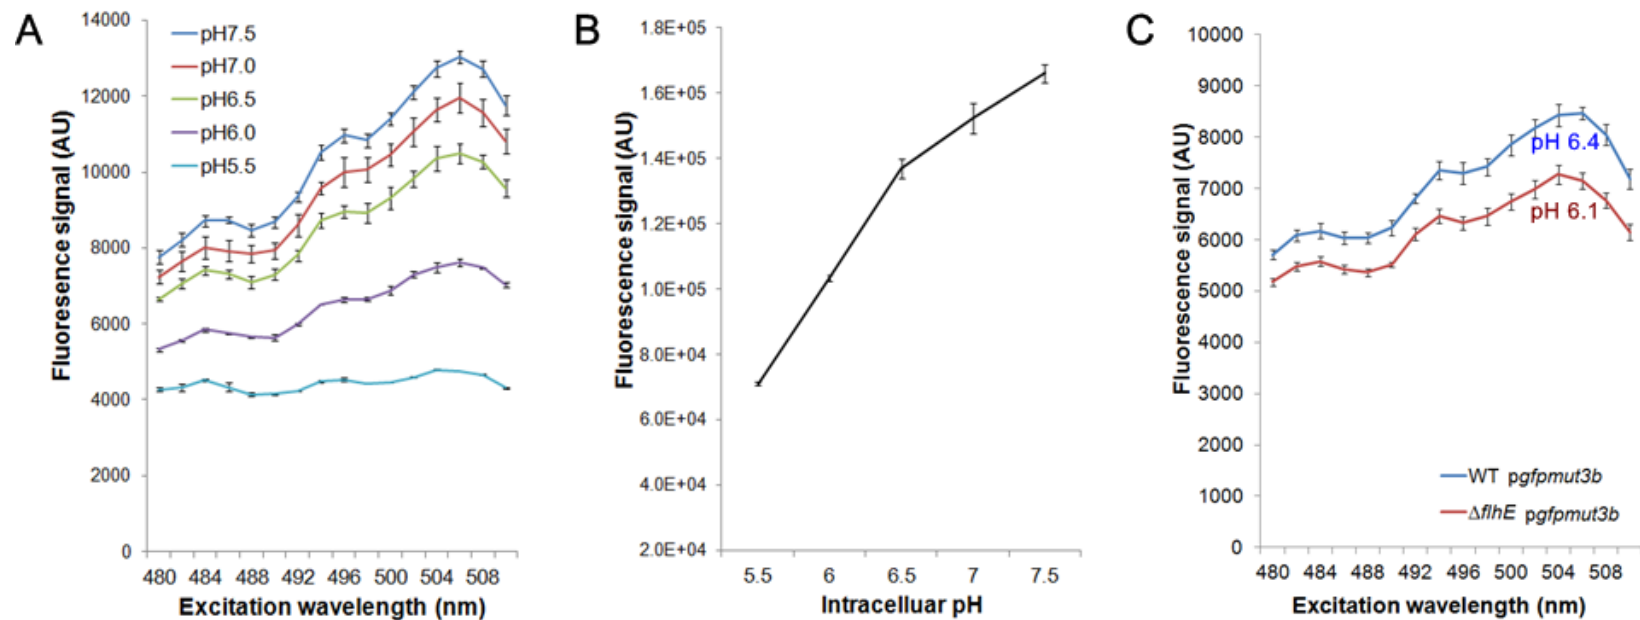 A
14000
12000
10000
8000
6000
4000
2000
0
Fluoresence signal (AU)
pH7.5
pH7.0
pH6.5
pH6.0
pH5.5
480 484 488 492 496 500 504 508
Excitation wavelength (nm)
B
1.8E+05
1.6E+05
1.4E+05
1.2E+05
1.0E+05
8.0E+04
6.0E+04
4.0E+04
2.0E+04
Fluorescence signal (AU)
5.5 6 6.5 7 7.5
Intracelluar pH
C
10000
9000
8000
7000
6000
5000
4000
3000
2000
1000
0
Fluorescence signal (AU)
pH 6.4
pH 6.1
WT pgfpmut3b
ΔflhE pgfpmut3b
480 484 488 492 496 500 504 508
Excitation wavelength (nm)